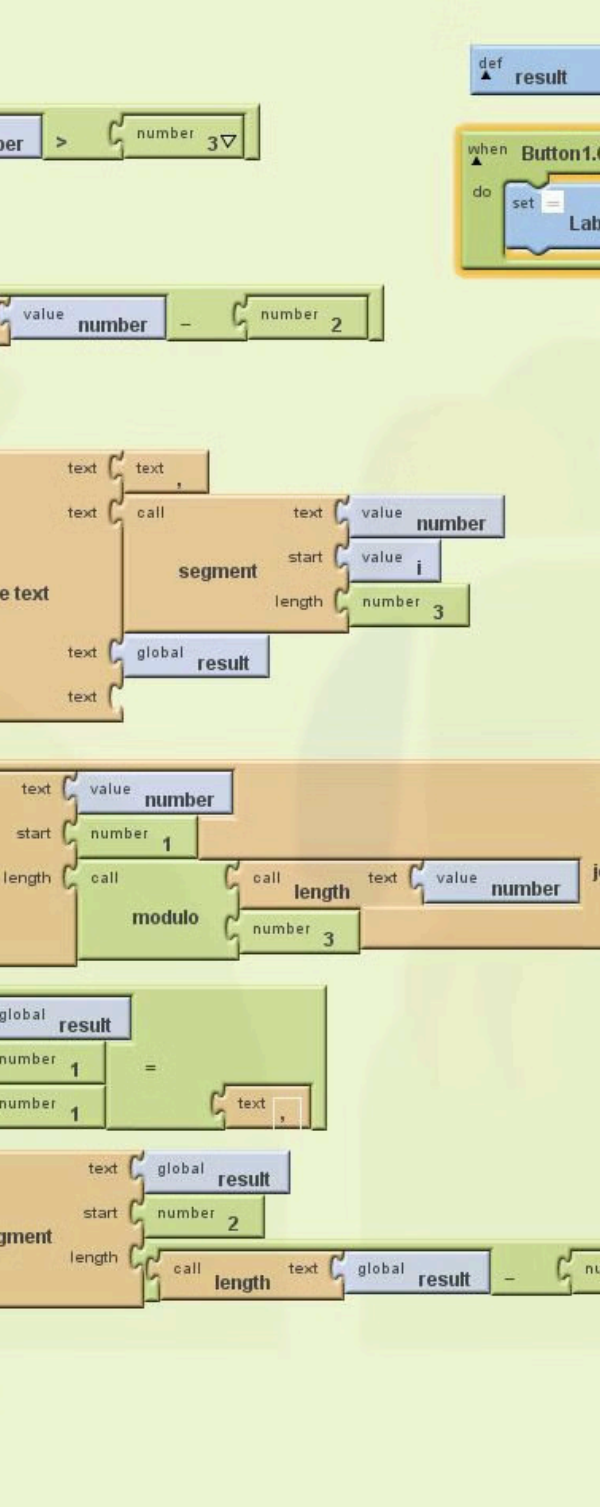 def result
ber > number 3
when Button1.
do set =
Lab
value number - number 2
text text ,
text call text value number
segment start value i
e text length number 3
text global result
text
text value number
start number 1
length call call length text value number
modulo number 3
global result
number 1 =
number 1 text ,
text global result
gment start number 2
length call length text global result - nu